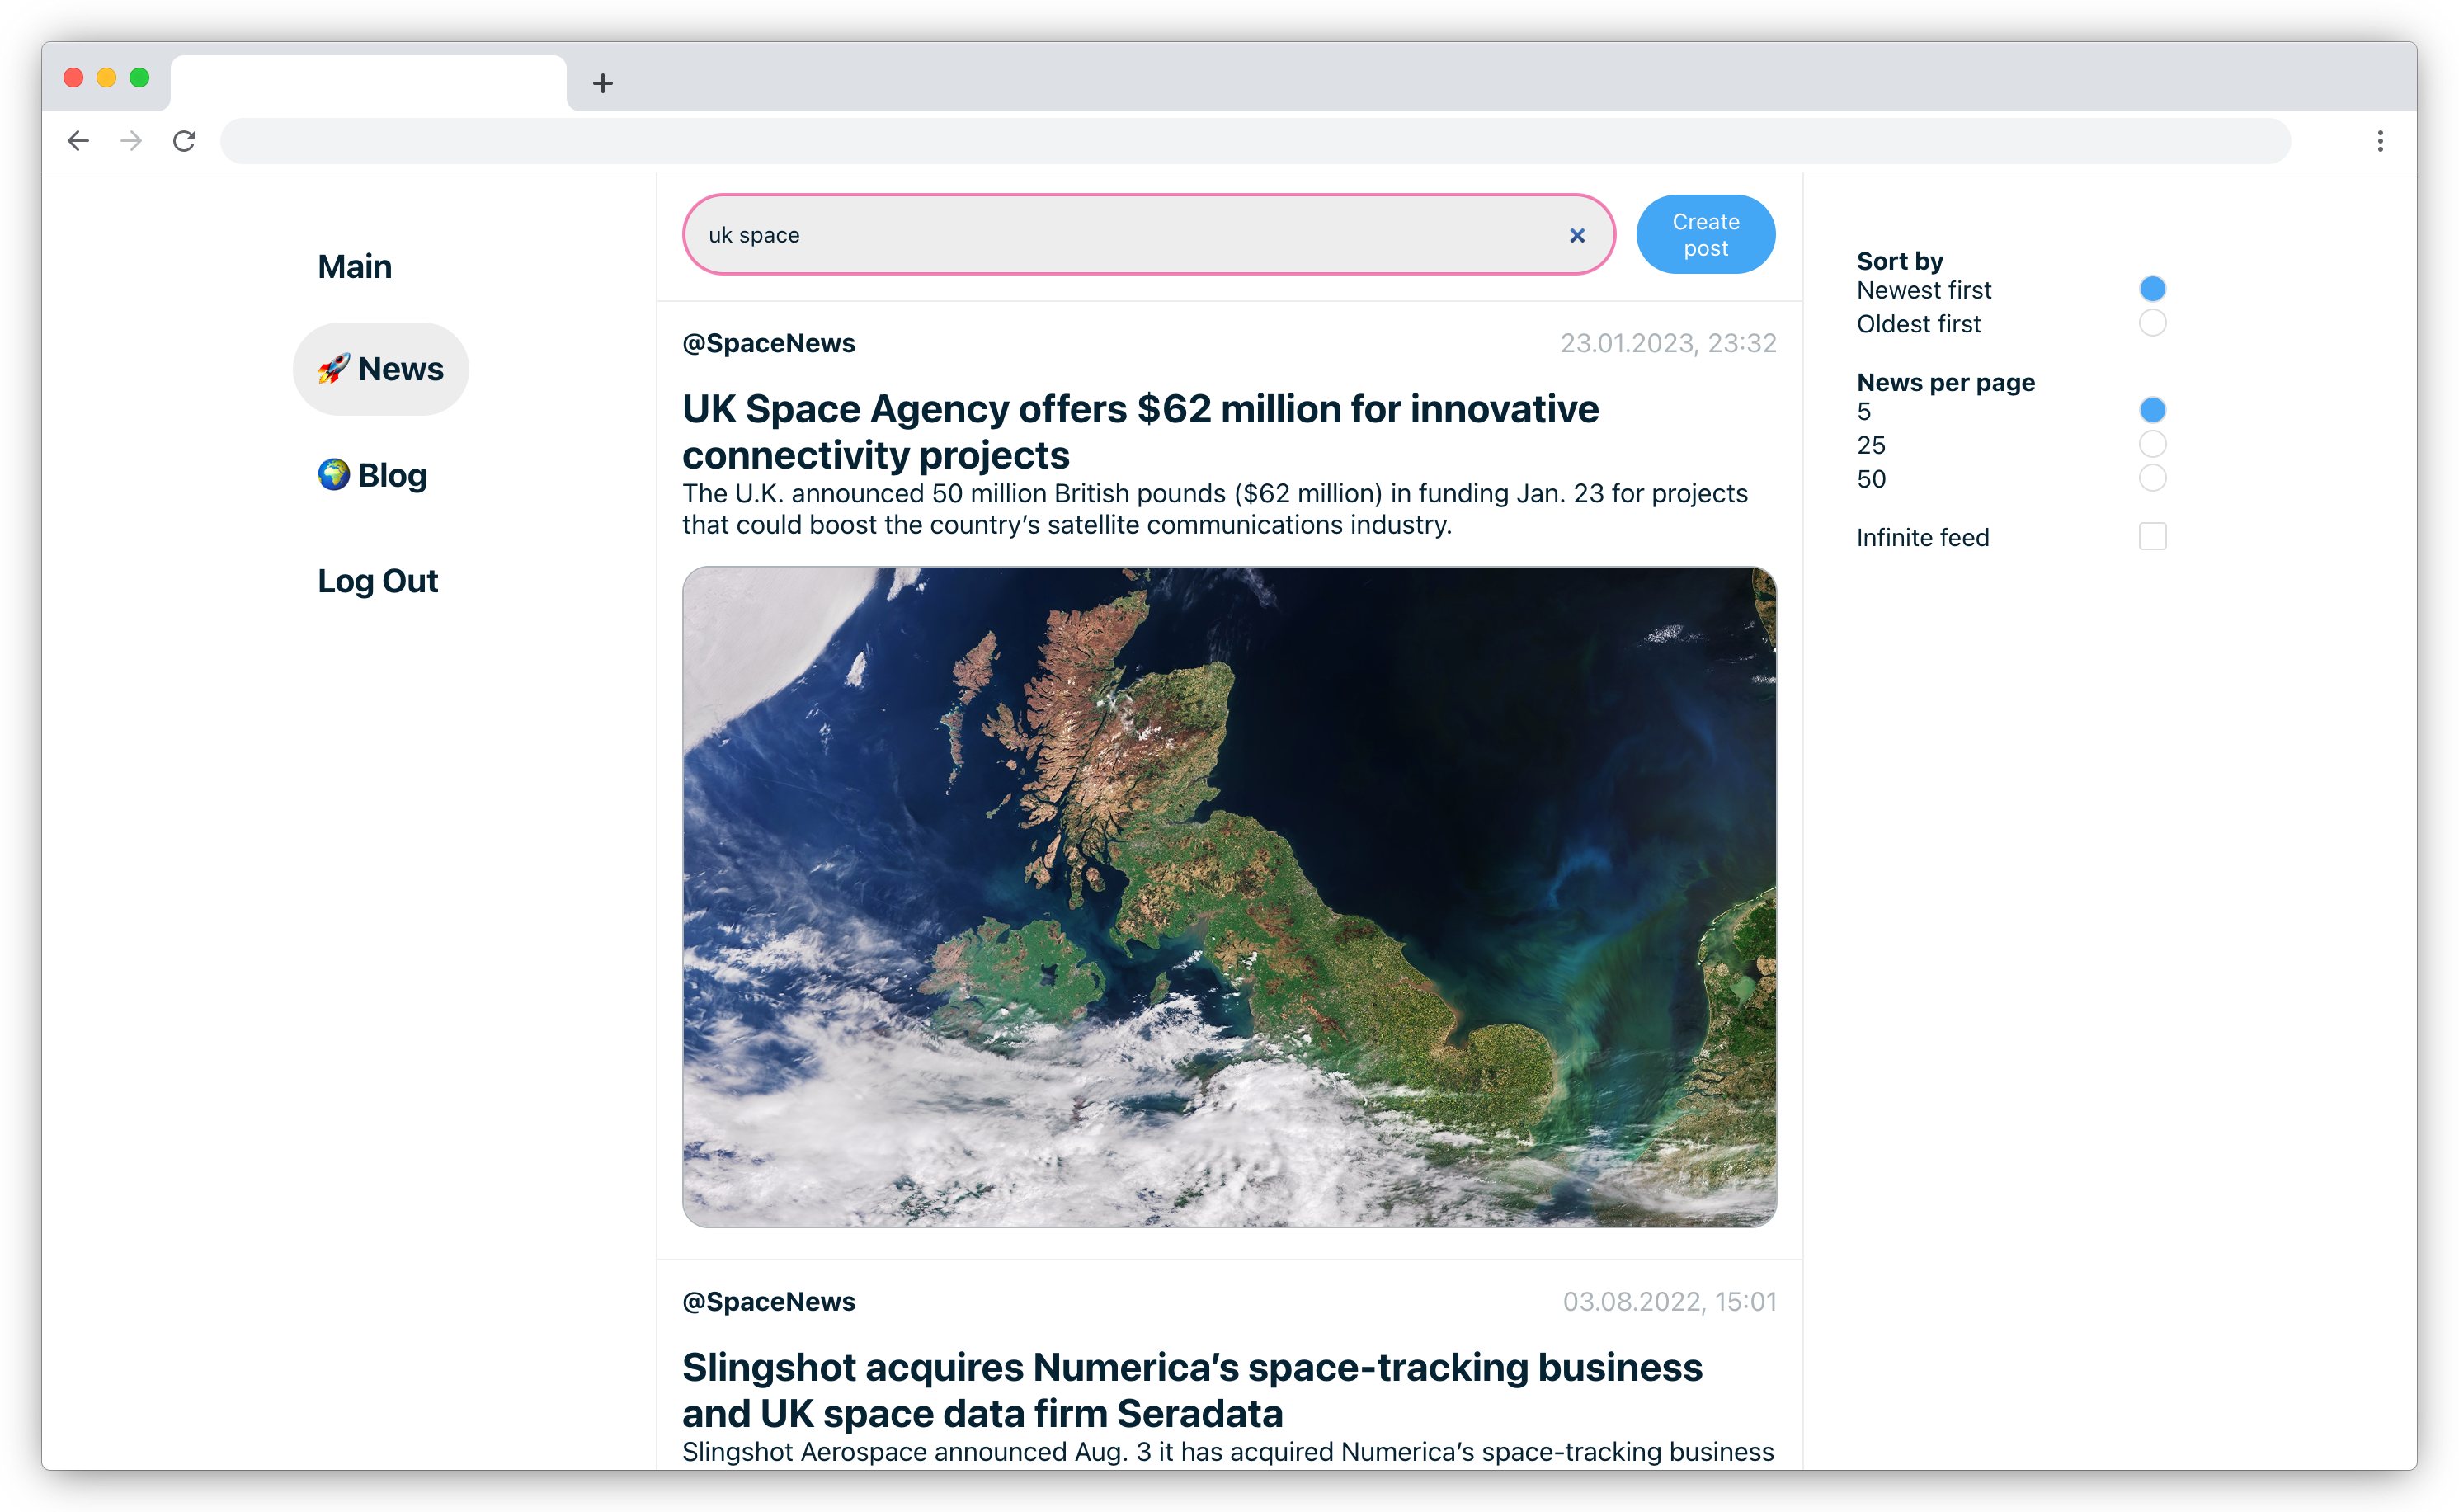 Main
🚀 News
🌍 Blog
Log Out
uk space
Create
post
@SpaceNews
23.01.2023, 23:32
UK Space Agency offers $62 million for innovative
connectivity projects
The U.K. announced 50 million British pounds ($62 million) in funding Jan. 23 for projects
that could boost the country’s satellite communications industry.
@SpaceNews
03.08.2022, 15:01
Slingshot acquires Numerica’s space-tracking business
and UK space data firm Seradata
Slingshot Aerospace announced Aug. 3 it has acquired Numerica’s space-tracking business
Sort by
Newest first
Oldest first
News per page
5
25
50
Infinite feed